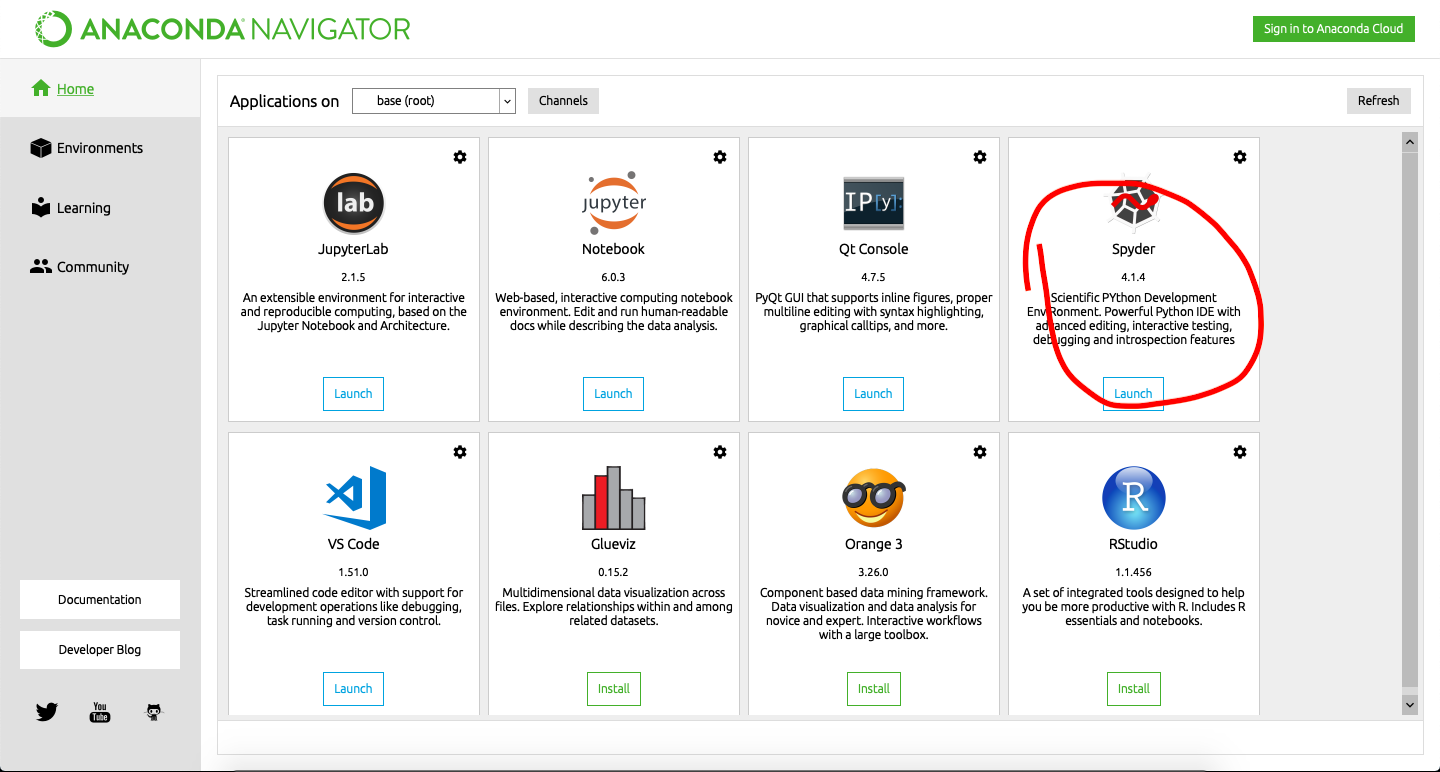 ANACONDA NAVIGATOR
Sign in to Anaconda Cloud
Home
Environments
Learning
Community
Documentation
Developer Blog
You
Tube
Applications on
base (root)
Channels
Refresh
lab
JupyterLab
2.1.5
An extensible environment for interactive
and reproducible computing, based on the
Jupyter Notebook and Architecture.
Launch
jupyter
Notebook
6.0.3
Web-based, interactive computing notebook
environment. Edit and run human-readable
docs while describing the data analysis.
Launch
IP[y]:
Qt Console
4.7.5
PyQt GUI that supports inline figures, proper
multiline editing with syntax highlighting,
graphical calltips, and more.
Launch
Spyder
4.1.4
Scientific PYthon Development
EnviRonment. Powerful Python IDE with
advanced editing, interactive testing,
debugging and introspection features
Launch
VS Code
1.51.0
Streamlined code editor with support for
development operations like debugging,
task running and version control.
Launch
Glueviz
0.15.2
Multidimensional data visualization across
files. Explore relationships within and among
related datasets.
Install
Orange 3
3.26.0
Component based data mining framework.
Data visualization and data analysis for
novice and expert. Interactive workflows
with a large toolbox.
Install
R
RStudio
1.1.456
A set of integrated tools designed to help
you be more productive with R. Includes R
essentials and notebooks.
Install